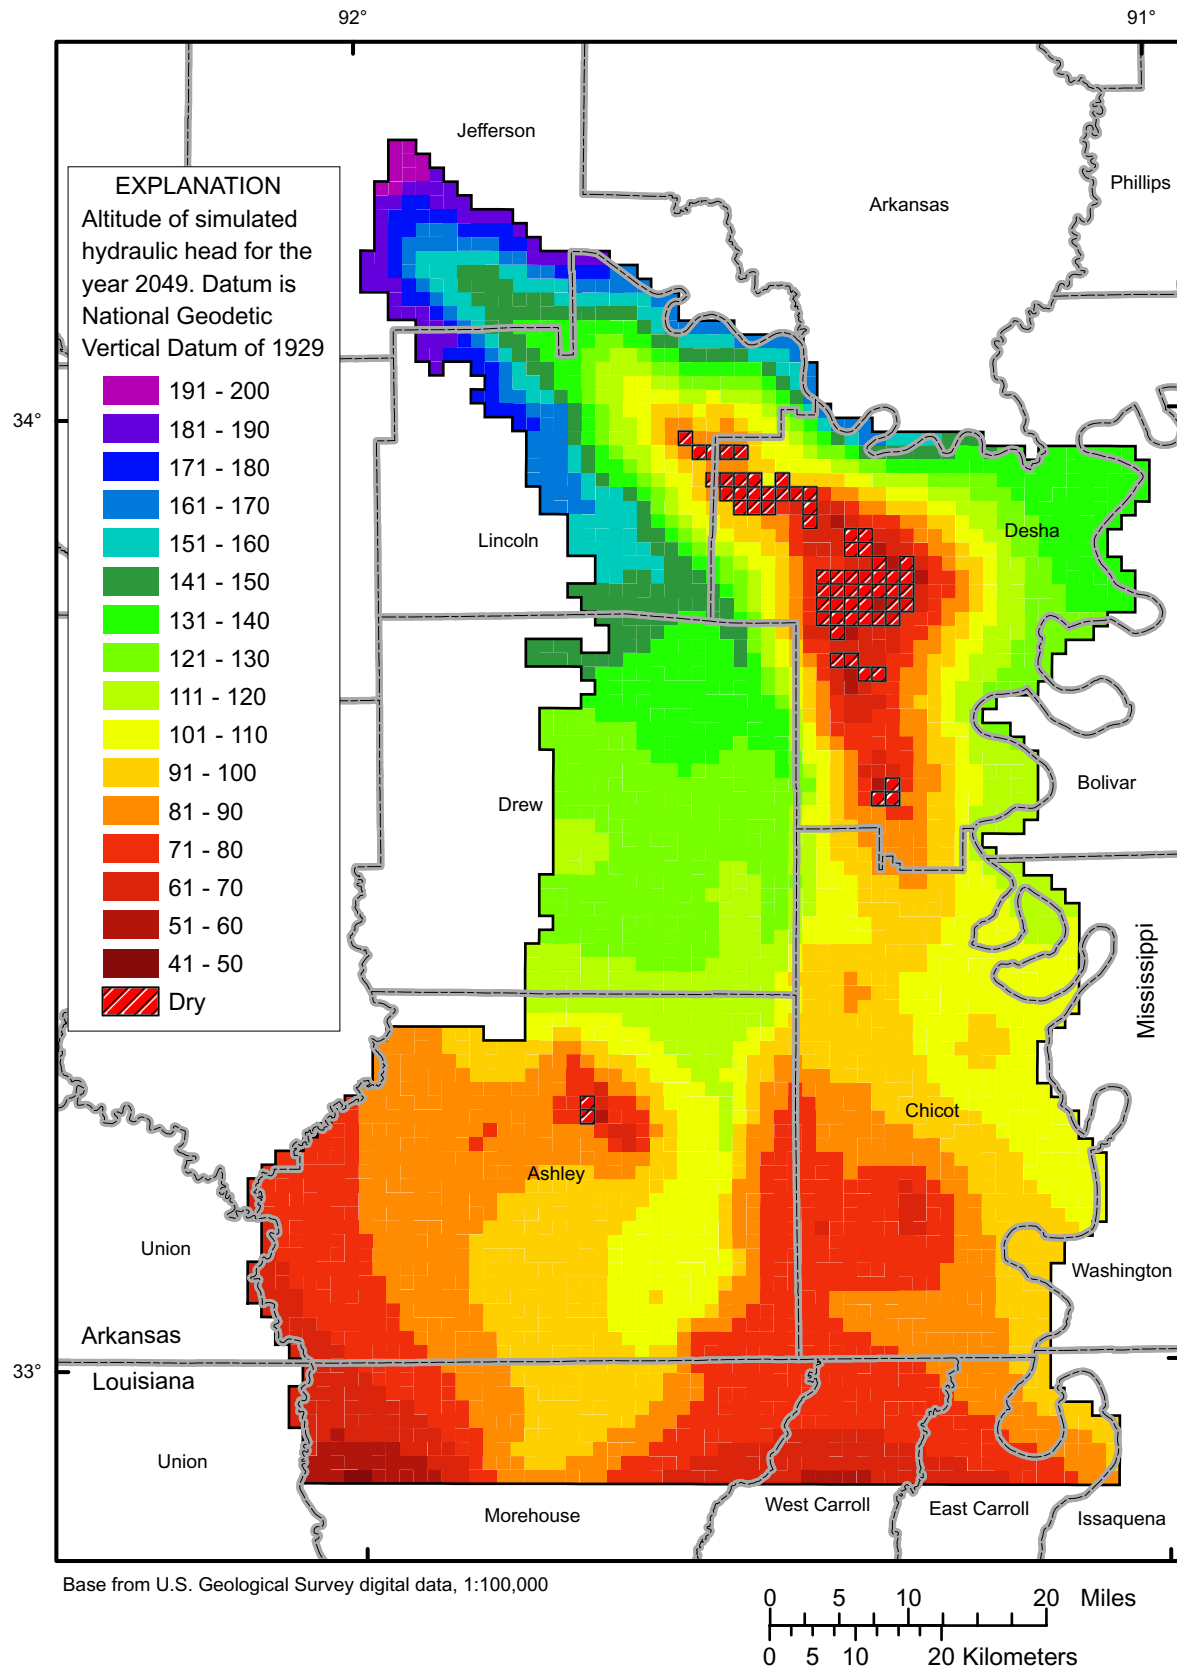 92°
91°
Jefferson
Phillips
Arkansas
EXPLANATION
Altitude of simulated
hydraulic head for the
year 2049. Datum is
National Geodetic
Vertical Datum of 1929
191 - 200
181 - 190
171 - 180
161 - 170
151 - 160
141 - 150
131 - 140
121 - 130
111 - 120
101 - 110
91 - 100
81 - 90
71 - 80
61 - 70
51 - 60
41 - 50
Dry
34°
Lincoln
Desha
Drew
Bolivar
Mississippi
Chicot
Ashley
Union
Washington
Arkansas
33°
Louisiana
Union
Morehouse
West Carroll
East Carroll
Issaquena
Base from U.S. Geological Survey digital data, 1:100,000
0 5 10 20 Miles
0 5 10 20 Kilometers